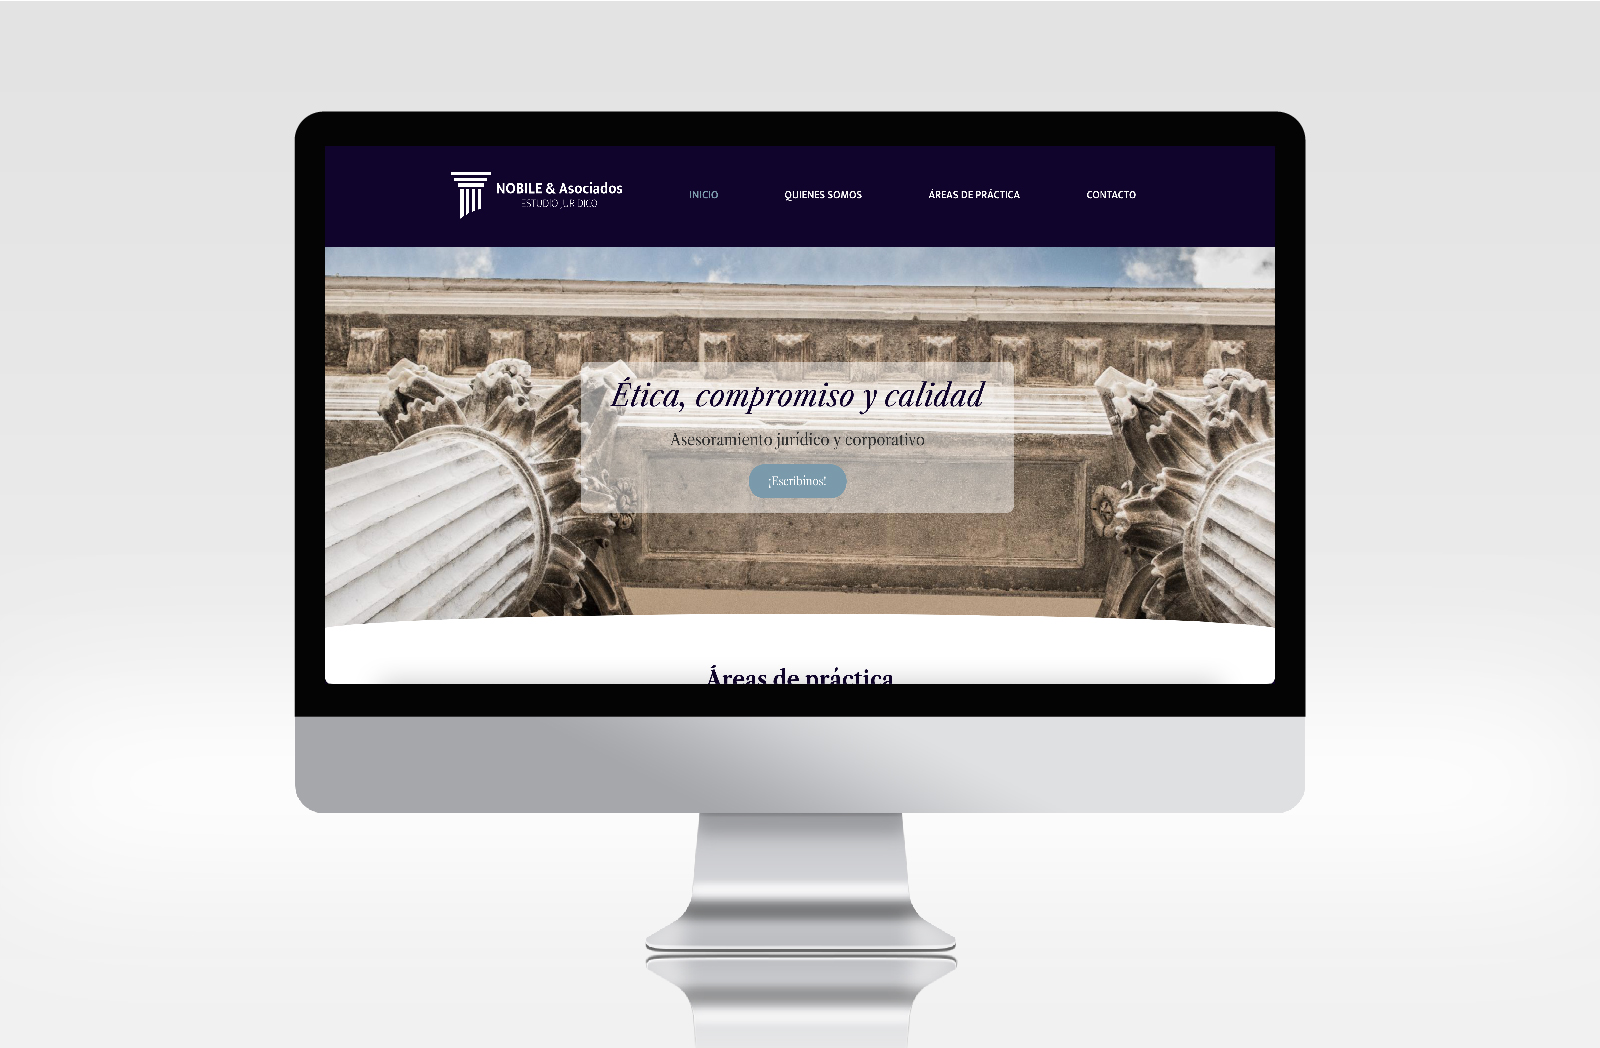 NOBILE & Asociados
ESTUDIO JURÍDICO
INICIO
QUIENES SOMOS
ÁREAS DE PRÁCTICA
CONTACTO
Ética, compromiso y calidad
Asesoramiento jurídico y corporativo
¡Escribinos!
Áreas de práctica